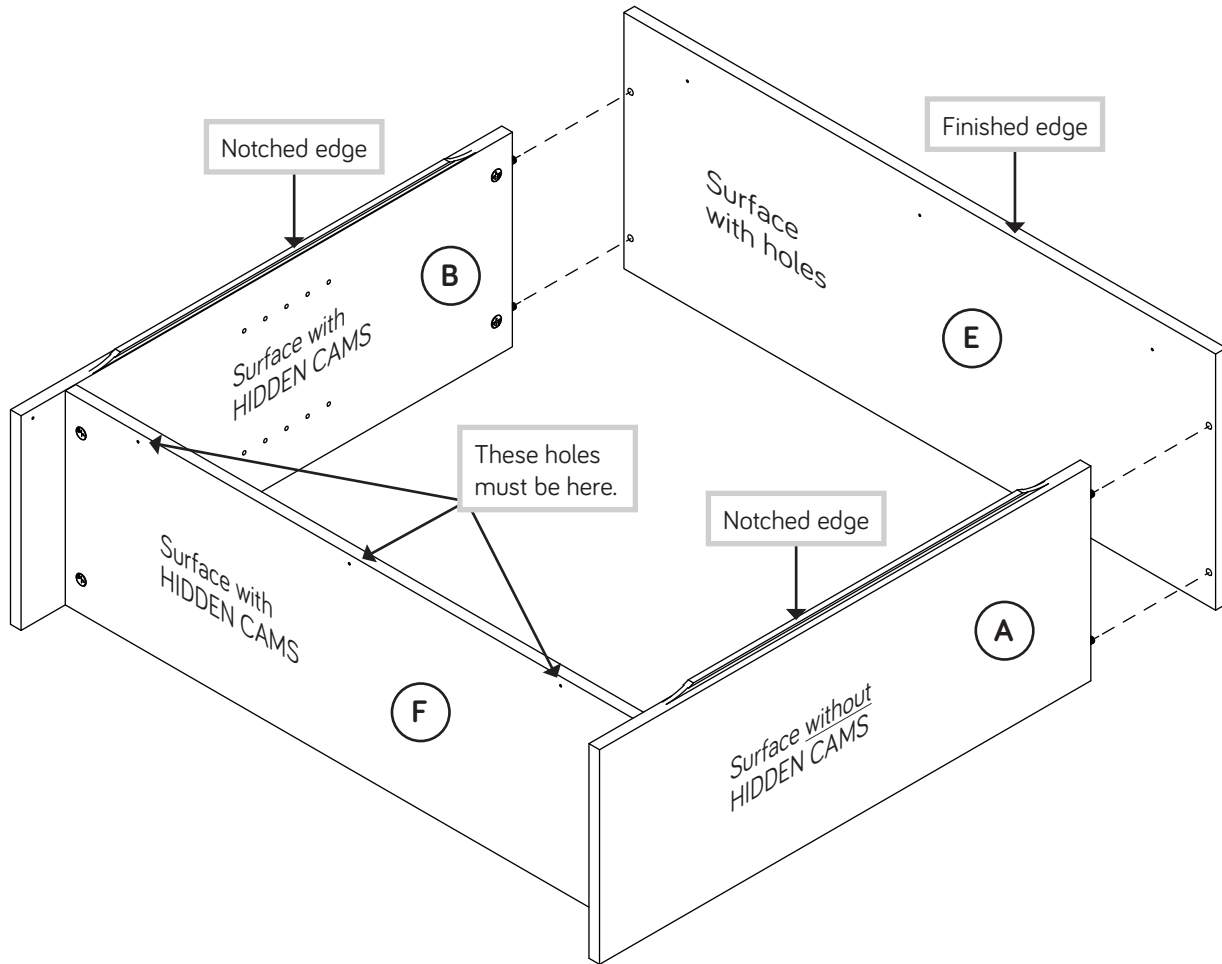 Notched edge
Finished edge
Surface
with holes
B
Surface with
HIDDEN CAMS
E
These holes
must be here.
Notched edge
Surface with
HIDDEN CAMS
A
F
Surface without
HIDDEN CAMS